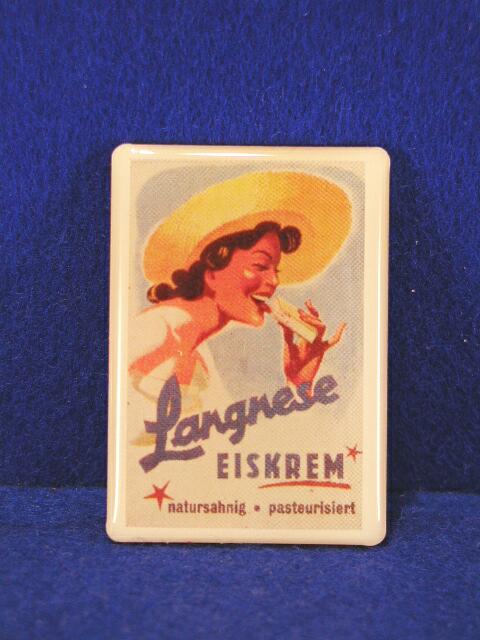 Langnese
EISKREM
natursahnig • pasteurisiert